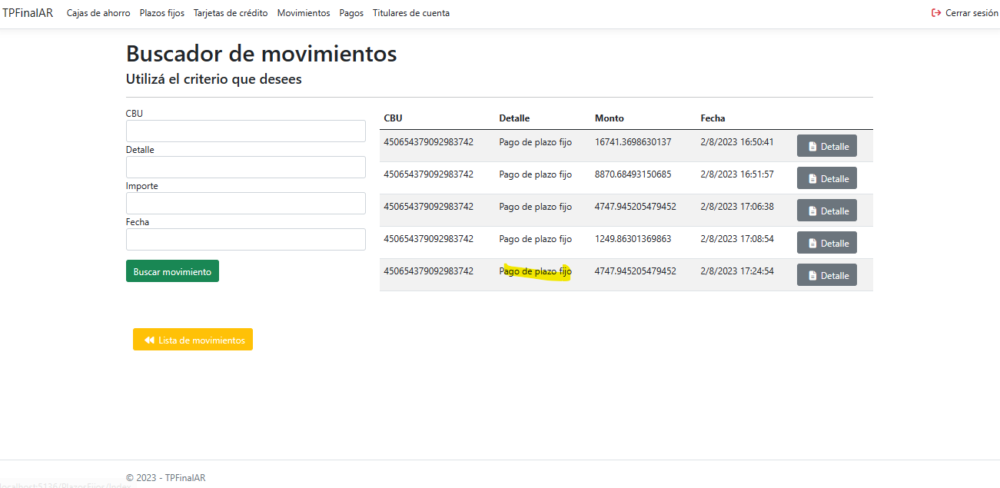 TPFinalAR Cajas de ahorro Plazos fijos Tarjetas de crédito Movimientos Pagos Titulares de cuenta Cerrar sesión
Buscador de movimientos
Utilizá el criterio que desees
CBU
Detalle
Importe
Fecha
Buscar movimiento
CBU Detalle Monto Fecha
450654379092983742 Pago de plazo fijo 16741.3698630137 2/8/2023 16:50:41 Detalle
450654379092983742 Pago de plazo fijo 8870.68493150685 2/8/2023 16:51:57 Detalle
450654379092983742 Pago de plazo fijo 4747.945205479452 2/8/2023 17:06:38 Detalle
450654379092983742 Pago de plazo fijo 1249.86301369863 2/8/2023 17:08:54 Detalle
450654379092983742 Pago de plazo fijo 4747.945205479452 2/8/2023 17:24:54 Detalle
Lista de movimientos
© 2023 - TPFinalAR
localhost:5136/PlazosFijos/Index